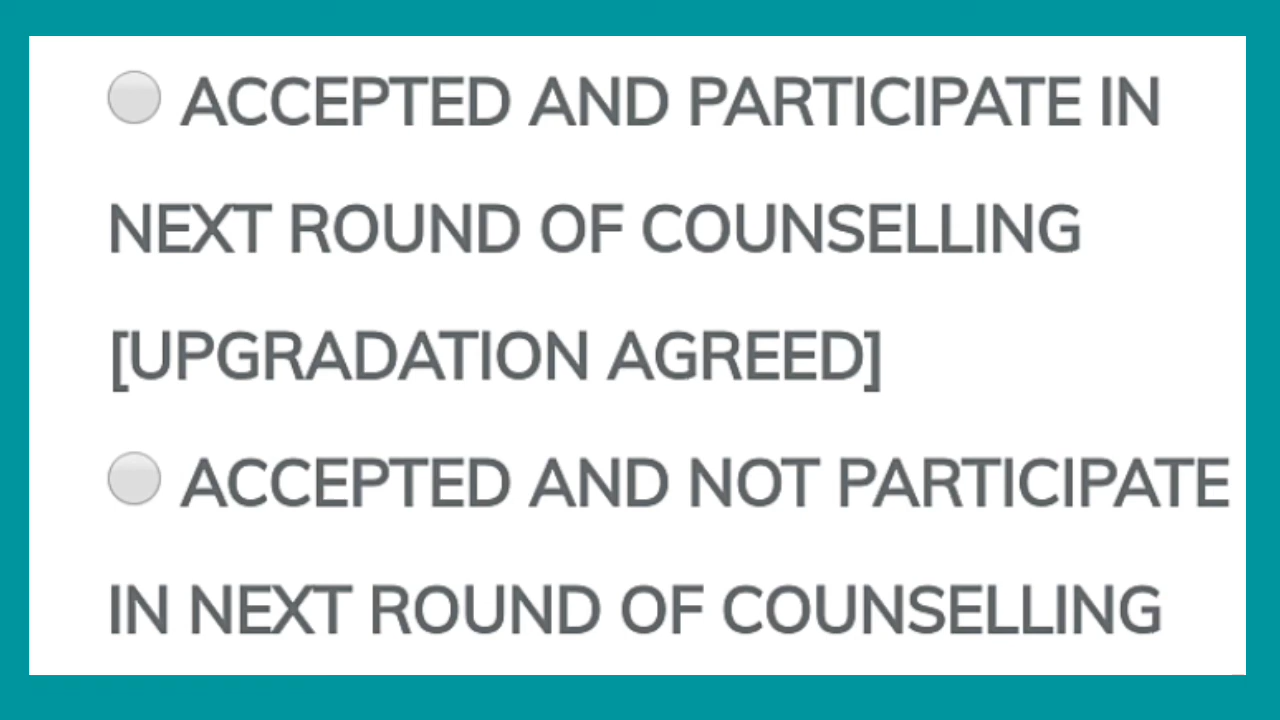 ACCEPTED AND PARTICIPATE IN
NEXT ROUND OF COUNSELLING
[UPGRADATION AGREED]
ACCEPTED AND NOT PARTICIPATE
IN NEXT ROUND OF COUNSELLING